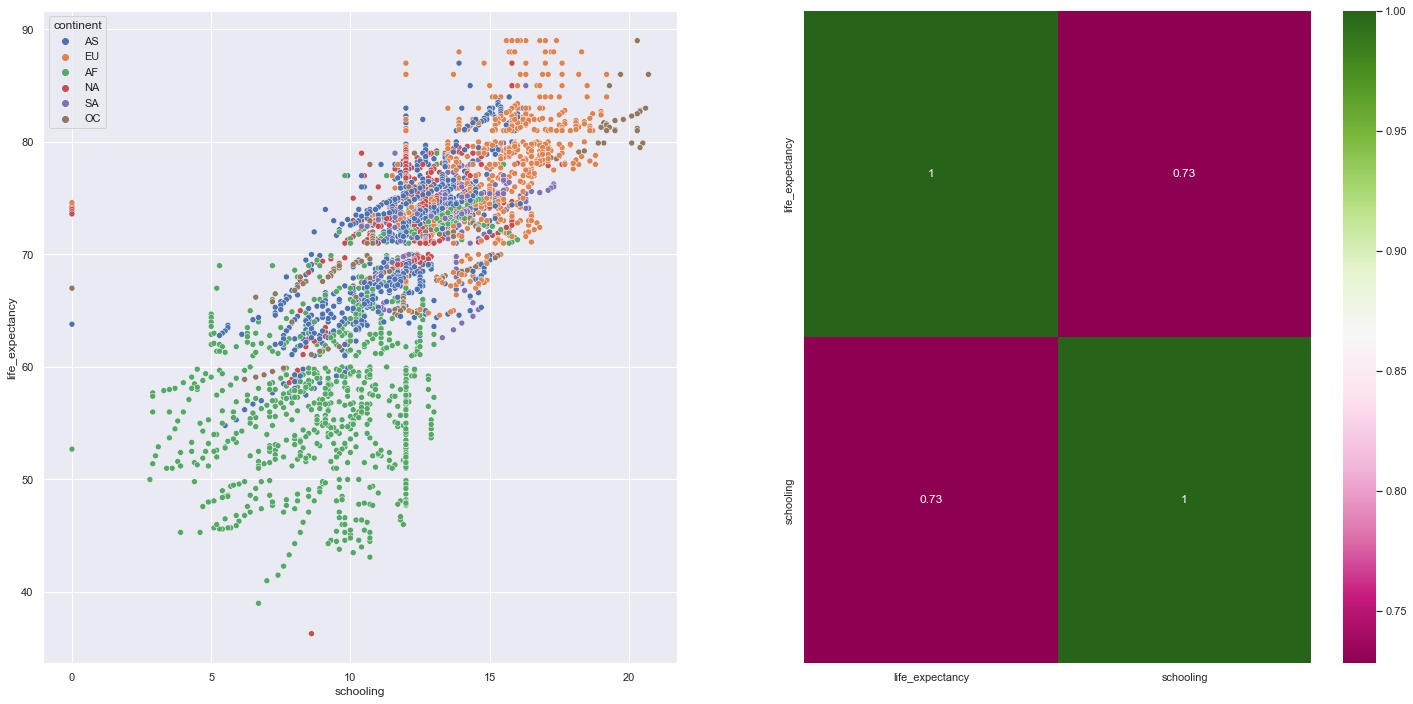 continent
AS
EU
AF
NA
SA
OC
90
80
70
60
50
40
life_expectancy
0
5
10
15
20
schooling
life_expectancy
schooling
1
0.73
0.73
1
life_expectancy
schooling
1.00
0.95
0.90
0.85
0.80
0.75